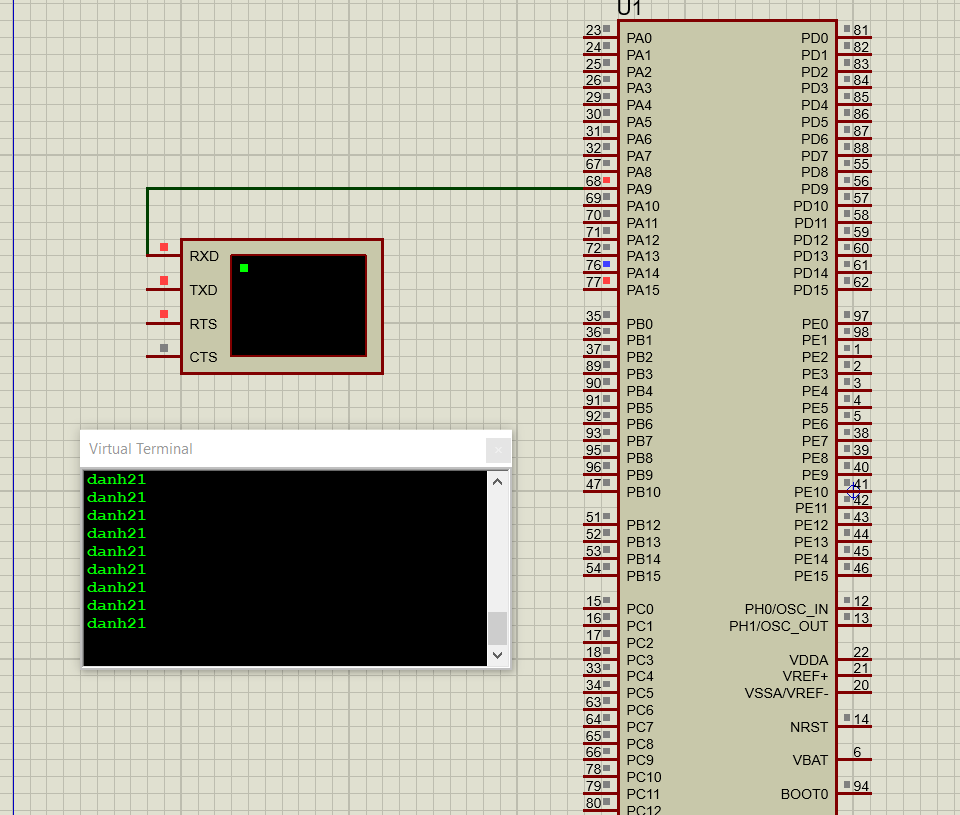 U1
23 PA0 PD0 81
24 PA1 PD1 82
25 PA2 PD2 83
26 PA3 PD3 84
29 PA4 PD4 85
30 PA5 PD5 86
31 PA6 PD6 87
32 PA7 PD7 88
67 PA8 PD8 55
68 PA9 PD9 56
69 PA10 PD10 57
70 PA11 PD11 58
71 PA12 PD12 59
72 PA13 PD13 60
76 PA14 PD14 61
77 PA15 PD15 62
RXD
TXD
RTS
CTS
35 PB0 PE0 97
36 PB1 PE1 98
37 PB2 PE2 1
89 PB3 PE3 2
90 PB4 PE4 3
91 PB5 PE5 4
92 PB6 PE6 5
93 PB7 PE7 38
95 PB8 PE8 39
96 PB9 PE9 40
47 PB10 PE10 41
PE11 42
51 PB12 PE12 43
52 PB13 PE13 44
53 PB14 PE14 45
54 PB15 PE15 46
Virtual Terminal
danh21
danh21
danh21
danh21
danh21
danh21
danh21
danh21
danh21
15 PC0 PH0/OSC_IN 12
16 PC1 PH1/OSC_OUT 13
17 PC2
18 PC3 VDDA 22
33 PC4 VREF+ 21
34 PC5 VSSA/VREF- 20
63 PC6
64 PC7 NRST 14
65 PC8
66 PC9 VBAT 6
78 PC10
79 PC11 BOOT0 94
80 PC12